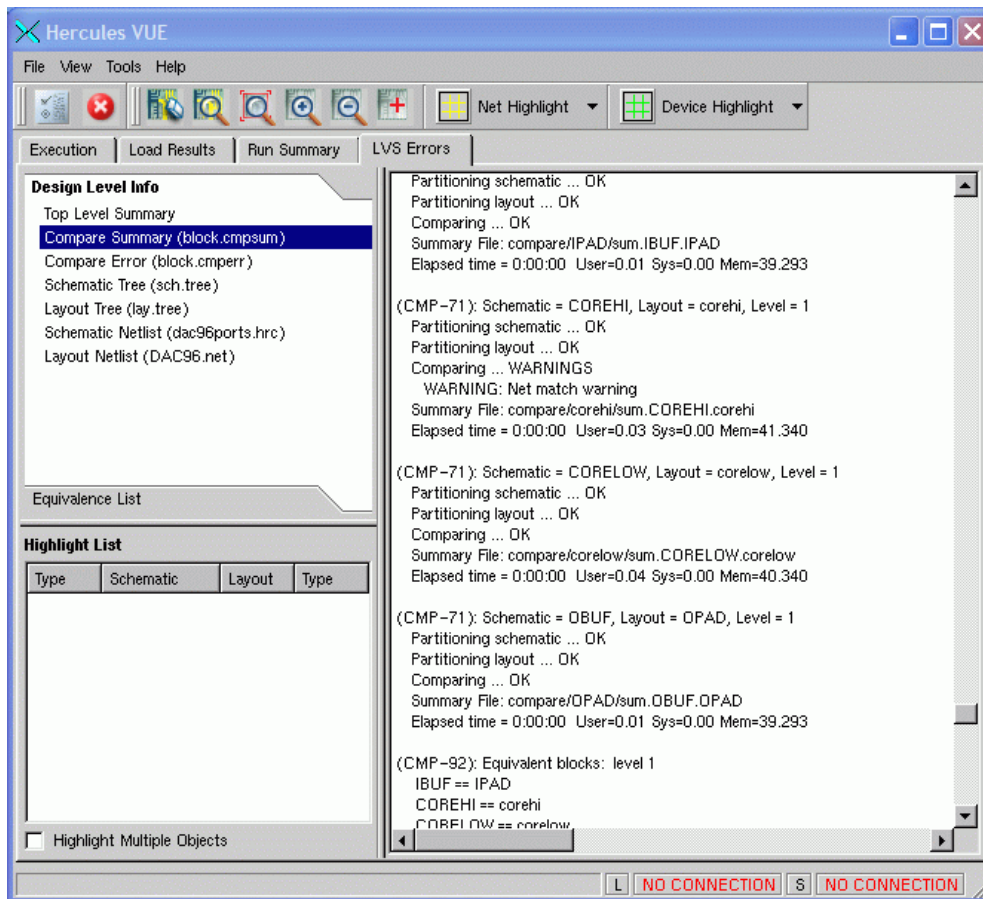 Hercules VUE
File View Tools Help
Net Highlight
Device Highlight
Execution
Load Results
Run Summary
LVS Errors
Design Level Info
Top Level Summary
Compare Summary (block.cmpsum)
Compare Error (block.cmperr)
Schematic Tree (sch.tree)
Layout Tree (lay.tree)
Schematic Netlist (dac96ports.hrc)
Layout Netlist (DAC96.net)
Equivalence List
Highlight List
Type Schematic Layout Type
Highlight Multiple Objects
Partitioning schematic ... OK
Partitioning layout ... OK
Comparing ... OK
Summary File: compare/IPAD/sum.IBUF.IPAD
Elapsed time = 0:00:00 User=0.01 Sys=0.00 Mem=39.293
(CMP-71): Schematic = COREHI, Layout = corehi, Level = 1
Partitioning schematic ... OK
Partitioning layout ... OK
Comparing ... WARNINGS
WARNING: Net match warning
Summary File: compare/corehi/sum.COREHI.corehi
Elapsed time = 0:00:00 User=0.03 Sys=0.00 Mem=41.340
(CMP-71): Schematic = CORELOW, Layout = corelow, Level = 1
Partitioning schematic ... OK
Partitioning layout ... OK
Comparing ... OK
Summary File: compare/corelow/sum.CORELOW.corelow
Elapsed time = 0:00:00 User=0.04 Sys=0.00 Mem=40.340
(CMP-71): Schematic = OBUF, Layout = OPAD, Level = 1
Partitioning schematic ... OK
Partitioning layout ... OK
Comparing ... OK
Summary File: compare/OPAD/sum.OBUF.OPAD
Elapsed time = 0:00:00 User=0.01 Sys=0.00 Mem=39.293
(CMP-92): Equivalent blocks: level 1
IBUF == IPAD
COREHI == corehi
CORELOW == corelow
L NO CONNECTION S NO CONNECTION